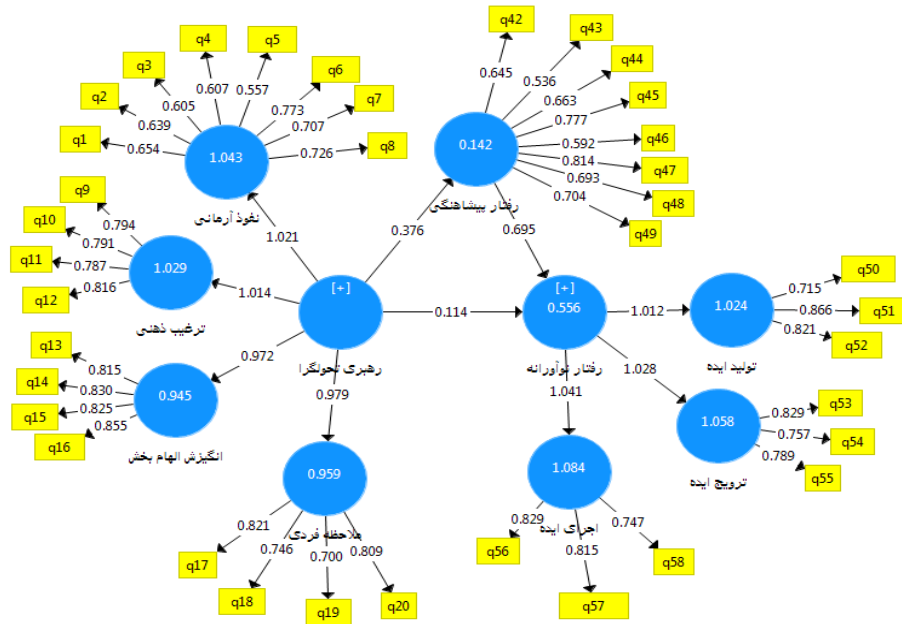 q42
q43
q4
q5
q44
q3
q6
q45
q2
q7
q46
q1
q8
q47
q48
q49
0.607
0.557
0.605
0.773
0.639
0.707
0.654
0.726
1.043
نفوذ آرمانی
0.645
0.536
0.663
0.777
0.592
0.814
0.693
0.704
0.142
رفتار پیشاهنگی
q9
q10
q11
q12
0.794
0.791
0.787
0.816
1.029
ترغیب ذهنی
1.021
0.376
0.695
1.014
[+]
رهبری تحولگرا
0.114
[+]
0.556
رفتار نوآورانه
1.012
1.024
تولید ایده
0.715
0.866
0.821
q50
q51
q52
q13
q14
q15
q16
0.815
0.830
0.825
0.855
0.945
انگیزش الهام بخش
0.972
0.979
1.041
1.028
1.058
ترویج ایده
0.829
0.757
0.789
q53
q54
q55
0.959
ملاحظه فردی
0.821
0.746
0.700
0.809
q17
q18
q19
q20
1.084
اجرای ایده
0.829
0.815
0.747
q56
q57
q58